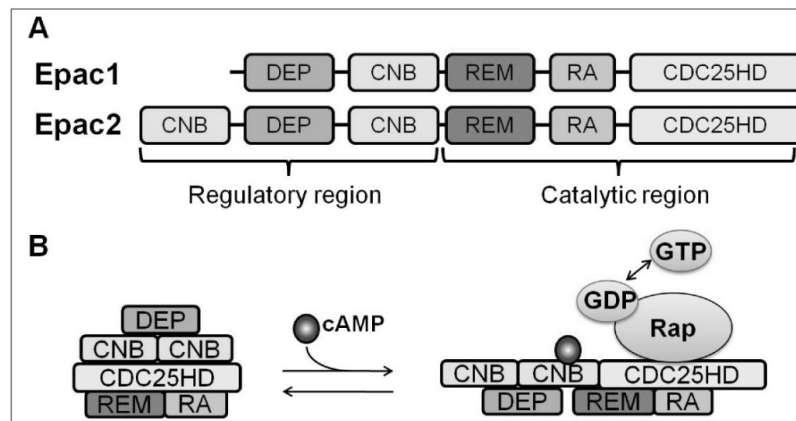 A
Epac1 DEP CNB REM RA CDC25HD
Epac2 CNB DEP CNB REM RA CDC25HD
Regulatory region Catalytic region
B
GTP
GDP
Rap
cAMP
DEP
CNB CNB
CDC25HD
REM RA
CNB CNB CDC25HD
DEP REM RA